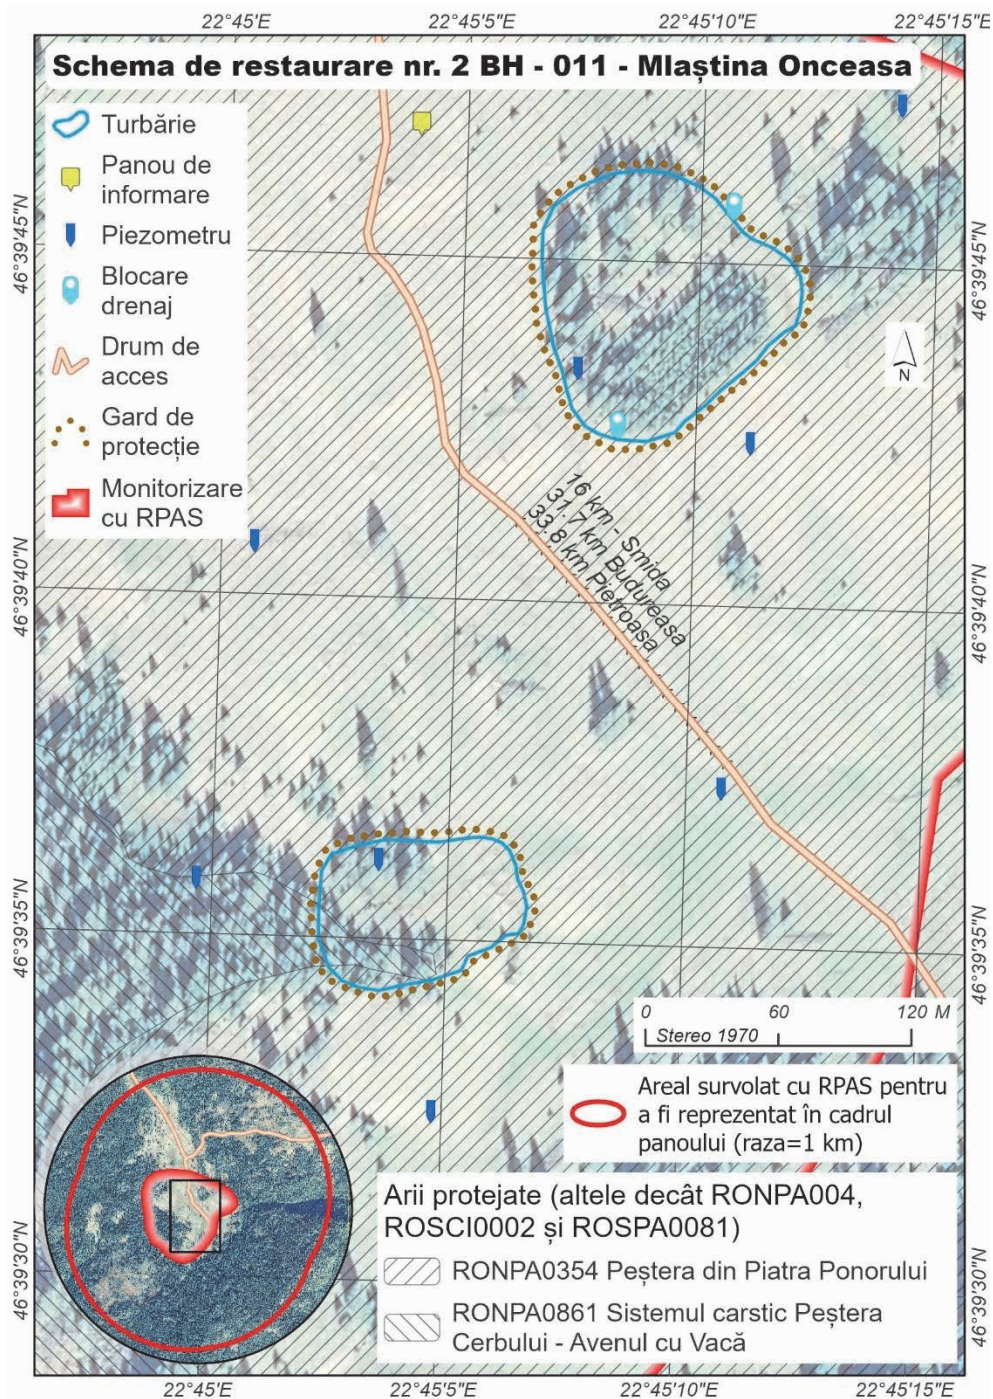 22°45'E
22°45'5"E
22°45'10"E
22°45'15"E
Schema de restaurare nr. 2 BH - 011 - Mlaștina Onceasa
Turbărie
Panou de
informare
Piezometru
Blocare
drenaj
Drum de
acces
Gard de
protecție
Monitorizare
cu RPAS
46°39'45"N
46°39'45"N
N
16 km - Smida
31.7 km Budureasa
33.8 km Pietroasa
46°39'40"N
46°39'40"N
46°39'35"N
46°39'35"N
0 60 120 M
Stereo 1970
Areal survolat cu RPAS pentru
a fi reprezentat în cadrul
panoului (raza=1 km)
Arii protejate (altele decât RONPA004,
ROSCI0002 și ROSPA0081)
RONPA0354 Peștera din Piatra Ponorului
RONPA0861 Sistemul carstic Peștera
Cerbului - Avenul cu Vacă
46°39'30"N
46°39'30"N
22°45'E
22°45'5"E
22°45'10"E
22°45'15"E